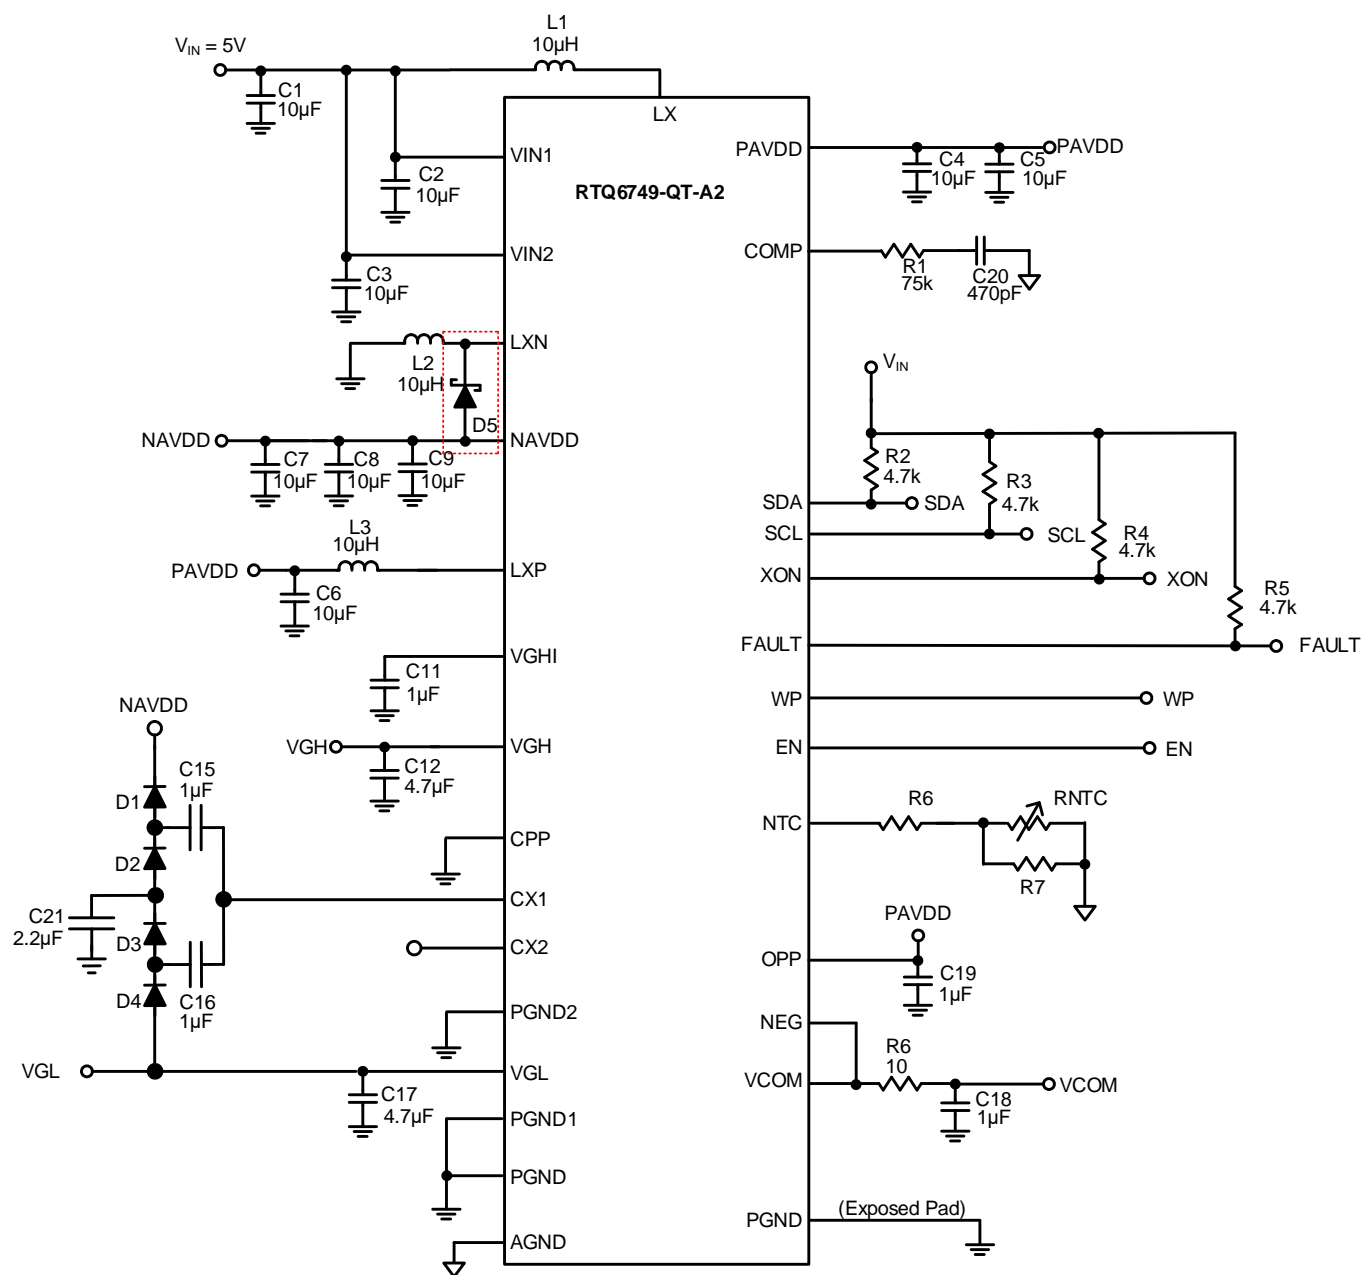 L1
10µH
V_IN = 5V
C1
10µF
LX
VIN1
C2
10µF
RTQ6749-QT-A2
PAVDD
PAVDD
C4
10µF
C5
10µF
VIN2
C3
10µF
COMP
R1
75k
C20
470pF
LXN
L2
10µH
D5
NAVDD
NAVDD
C7
10µF
C8
10µF
C9
10µF
V_IN
R2
4.7k
R3
4.7k
R4
4.7k
R5
4.7k
SDA
SDA
SCL
SCL
XON
XON
FAULT
FAULT
L3
10µH
PAVDD
LXP
C6
10µF
VGHI
C11
1µF
WP
WP
EN
EN
NAVDD
VGH
VGH
C12
4.7µF
C15
1µF
D1
D2
CPP
CX1
C21
2.2µF
D3
D4
C16
1µF
CX2
PGND2
NTC
R6
RNTC
R7
PAVDD
OPP
C19
1µF
NEG
VCOM
R6
10
VCOM
C18
1µF
VGL
VGL
C17
4.7µF
PGND1
PGND
AGND
PGND
(Exposed Pad)